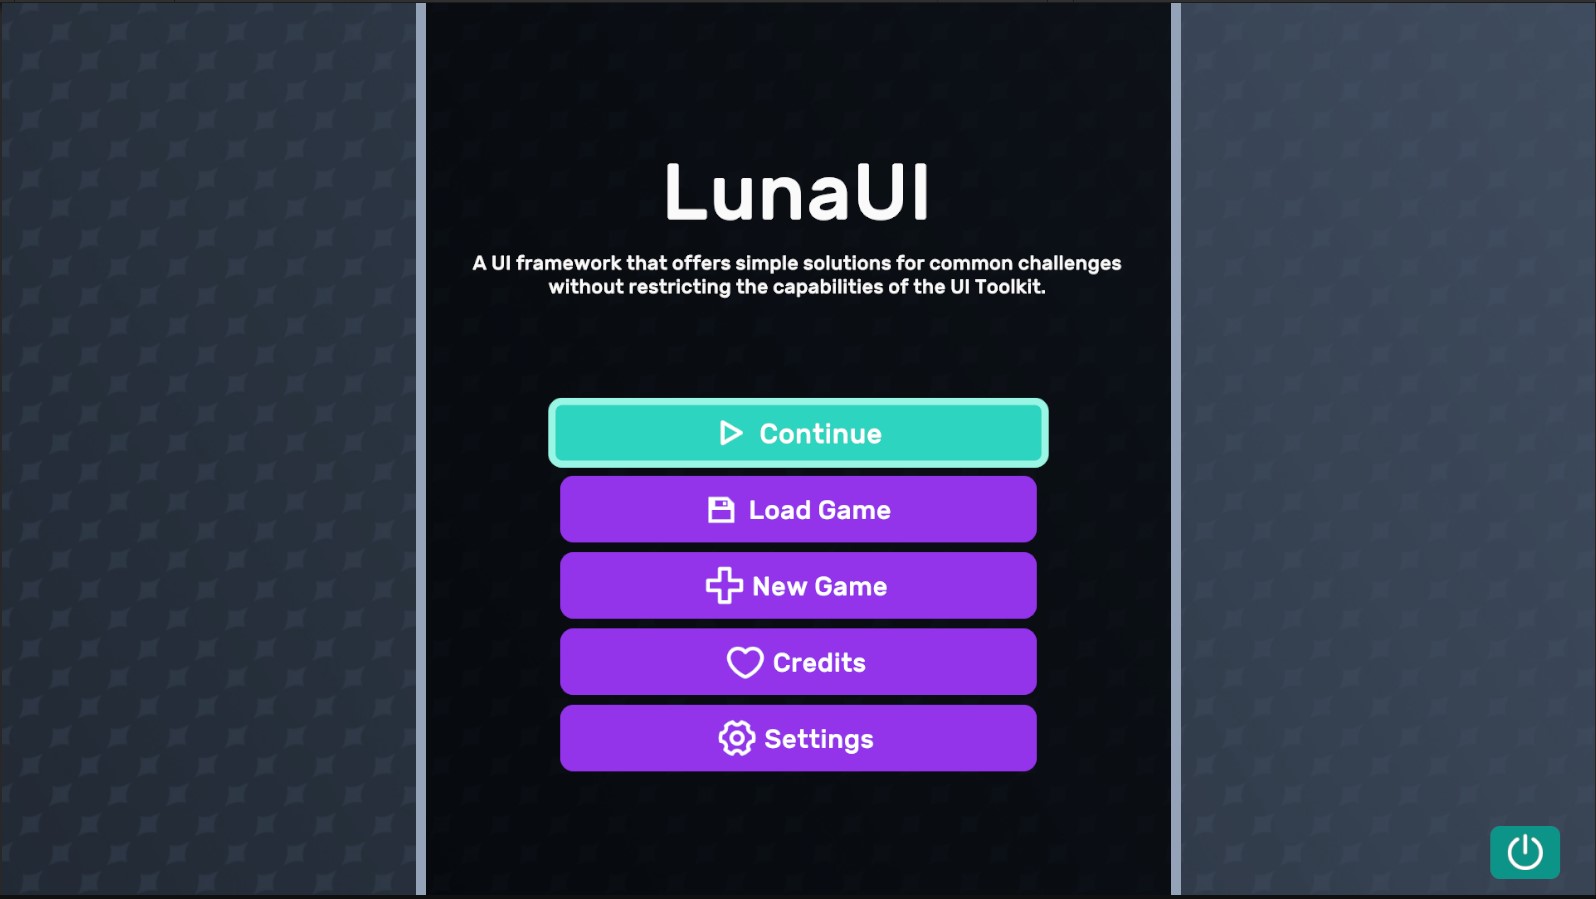 LunaUI
A UI framework that offers simple solutions for common challenges
without restricting the capabilities of the UI Toolkit.
Continue
Load Game
New Game
Credits
Settings